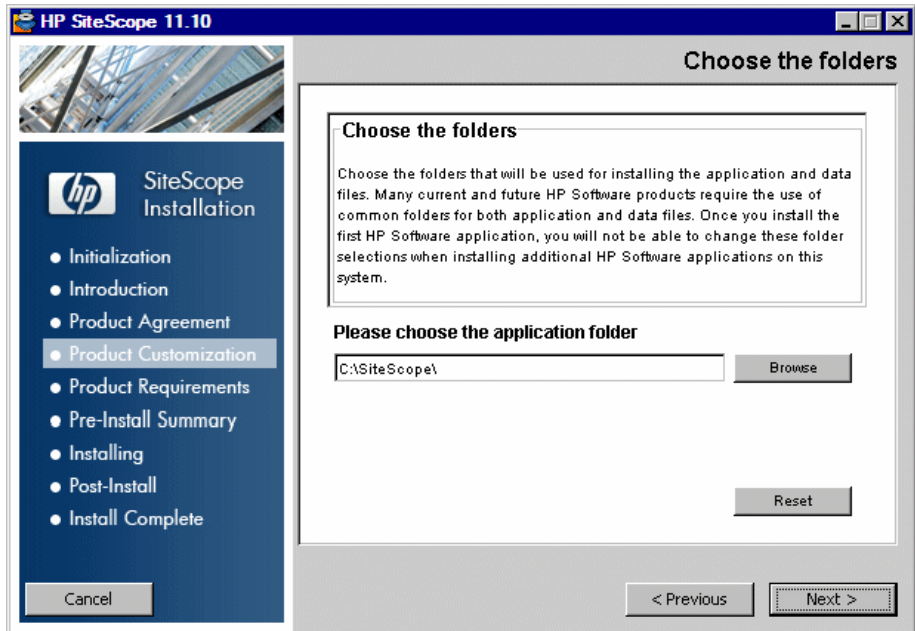 HP SiteScope 11.10
Choose the folders
hp
SiteScope
Installation
Initialization
Introduction
Product Agreement
Product Customization
Product Requirements
Pre-Install Summary
Installing
Post-Install
Install Complete
Cancel
Choose the folders
Choose the folders that will be used for installing the application and data
files. Many current and future HP Software products require the use of
common folders for both application and data files. Once you install the
first HP Software application, you will not be able to change these folder
selections when installing additional HP Software applications on this
system.
Please choose the application folder
C:\SiteScope\
Browse
Reset
< Previous
Next >